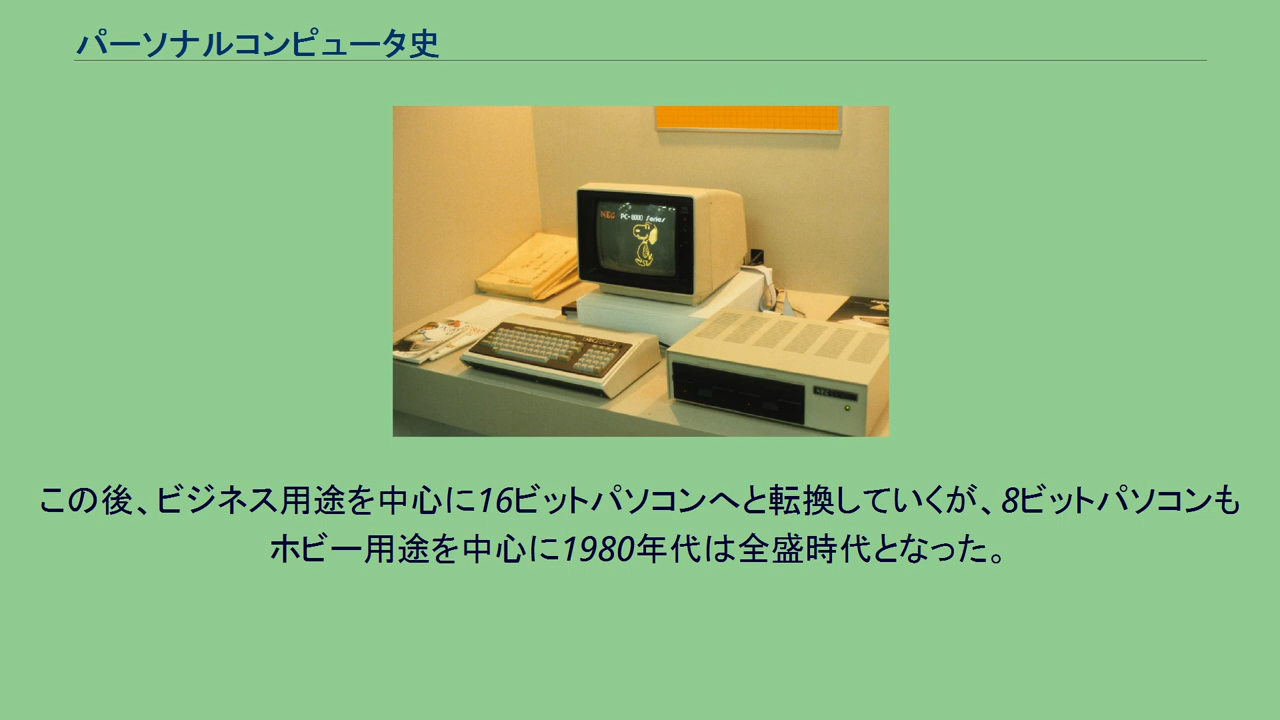 パーソナルコンピュータ史
NEC PC-8000 Series
この後、ビジネス用途を中心に16ビットパソコンへと転換していくが、8ビットパソコンも
ホビー用途を中心に1980年代は全盛時代となった。